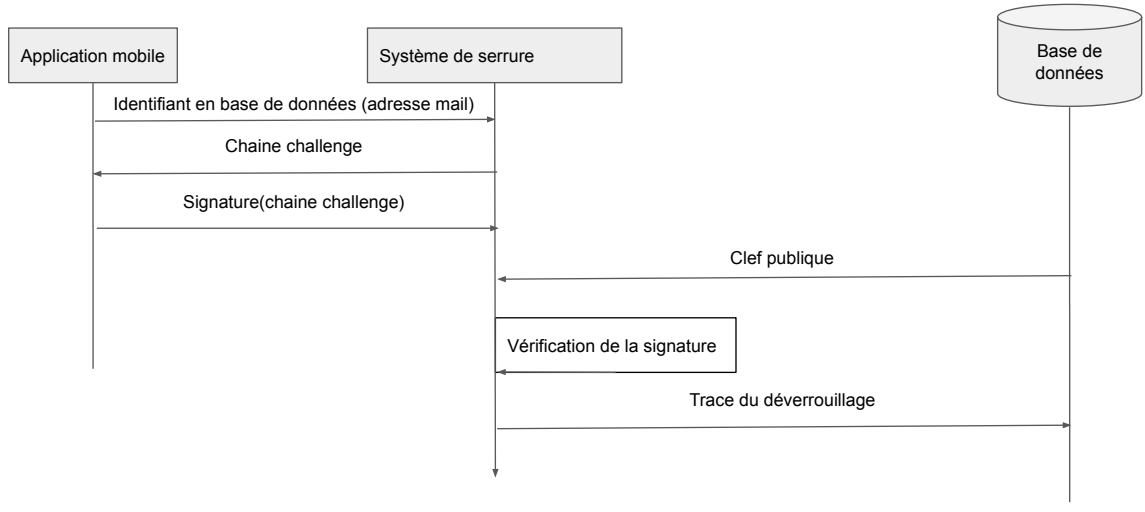 Application mobile
Système de serrure
Base de
données
Identifiant en base de données (adresse mail)
Chaine challenge
Signature(chaine challenge)
Clef publique
Vérification de la signature
Trace du déverrouillage